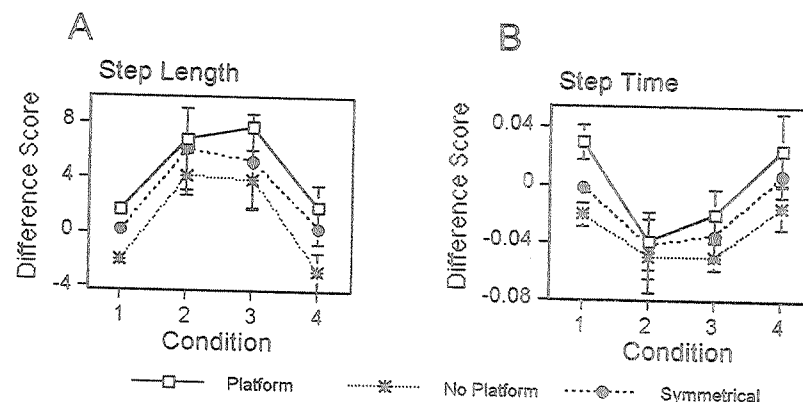 A
Step Length
Difference Score
8
4
0
-4
1 2 3 4
Condition
B
Step Time
Difference Score
0.04
0
-0.04
-0.08
1 2 3 4
Condition
Platform No Platform Symmetrical